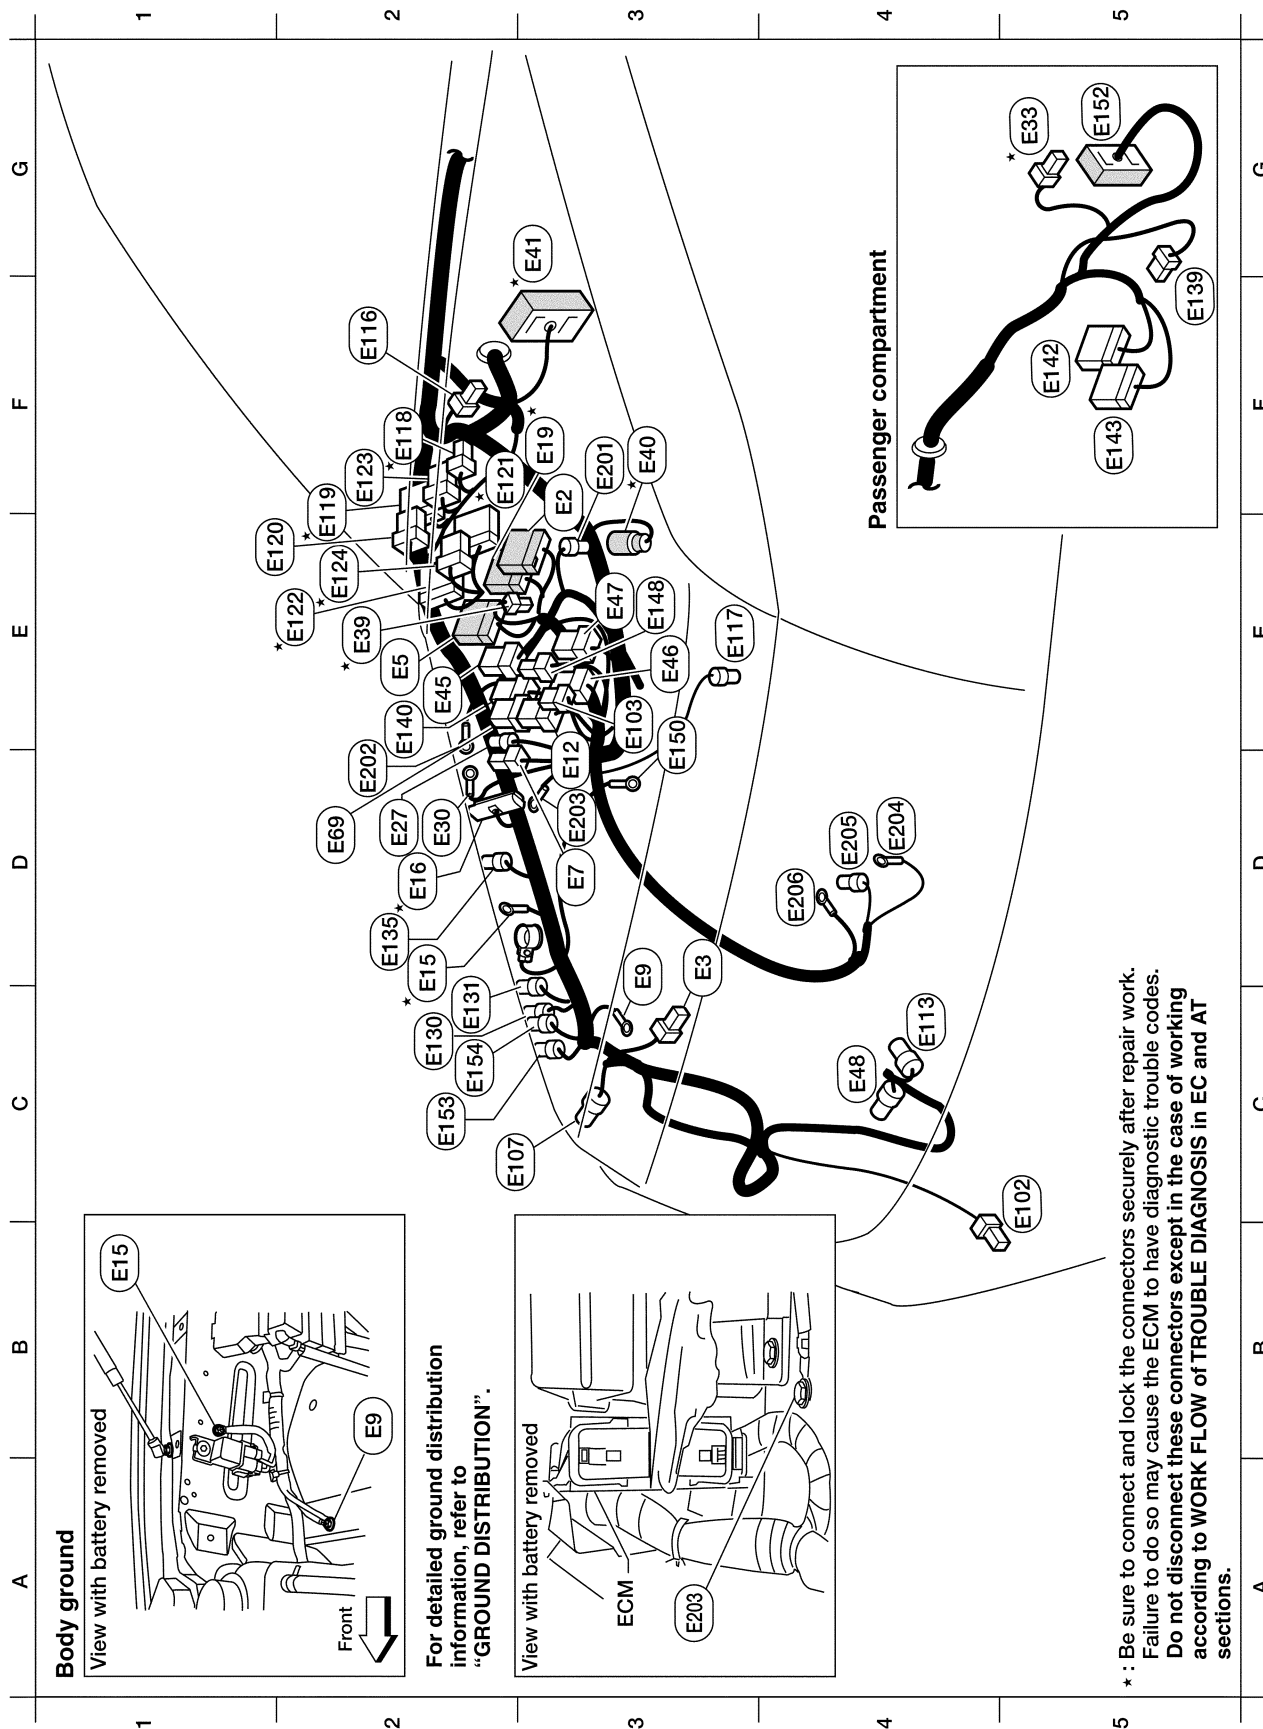 1
2
3
4
5
G
F
E
D
C
B
A
Body ground
View with battery removed
E15
E9
Front
For detailed ground distribution
information, refer to
“GROUND DISTRIBUTION”.
View with battery removed
ECM
E203
E116
★ E41
★ E118
E123
★ E119
E120
★ E121
★ E19
E2
E201
★ E40
★ E124
★ E122
★ E39
E5
E45
E140
E202
E69
E27
E30
E16
★ E135
E15
★ E131
E130
E154
E153
E107
E47
E148
E46
E117
E103
E150
E12
E203
E7
E9
E3
E206
E205
E204
E48
E113
E102
Passenger compartment
★ E33
E152
E139
E142
E143
★ : Be sure to connect and lock the connectors securely after repair work.
Failure to do so may cause the ECM to have diagnostic trouble codes.
Do not disconnect these connectors except in the case of working
according to WORK FLOW of TROUBLE DIAGNOSIS in EC and AT
sections.
1
2
3
4
5
G
F
E
D
C
B
A